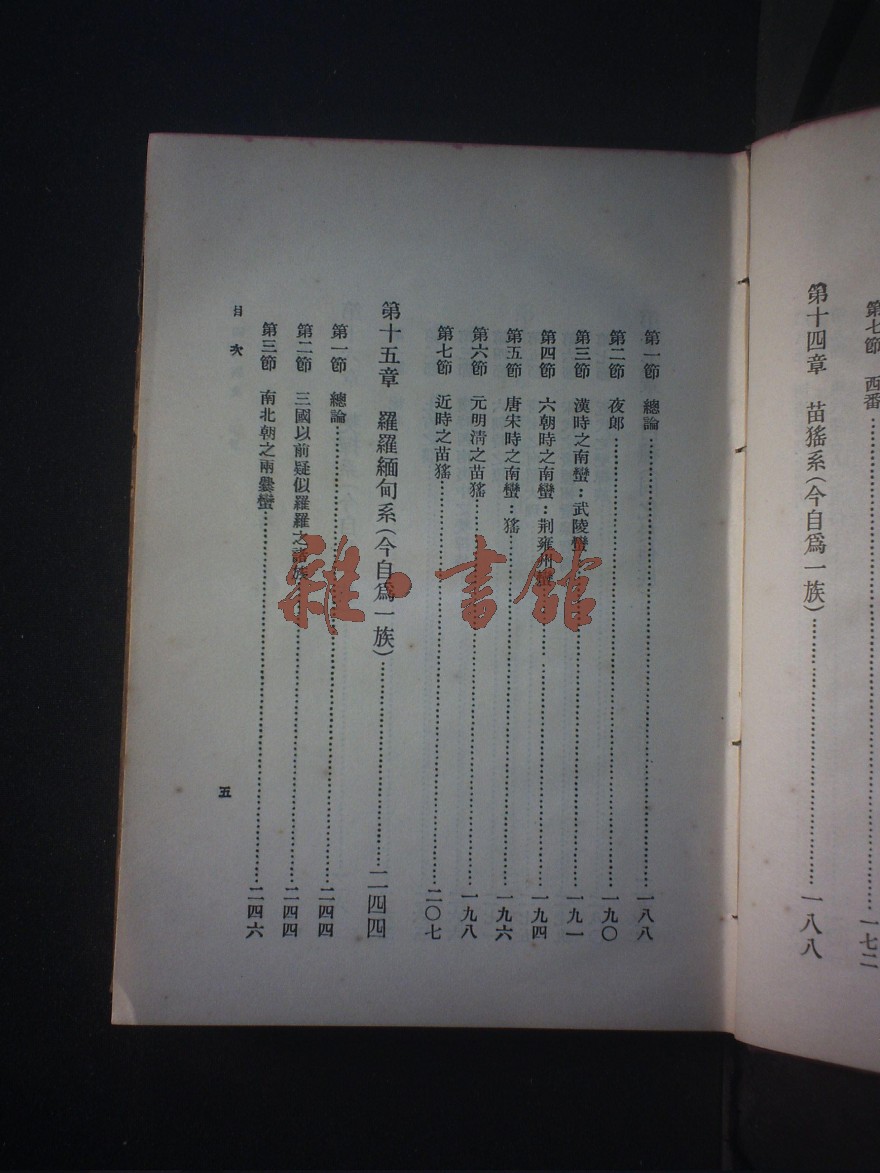 第七節　西番……一七二
第十四章　苗猺系（今自爲一族）……一八八
第一節　總論……一八八
第二節　夜郎……一九〇
第三節　漢時之南蠻：武陵蠻……一九一
第四節　六朝時之南蠻：荆雍州蠻……一九四
第五節　唐宋時之南蠻：猺……一九六
第六節　元明淸之苗猺……一九八
第七節　近時之苗猺……二〇七
第十五章　羅羅緬甸系（今自爲一族）……二四四
第一節　總論……二四四
第二節　三國以前疑似羅羅之諸族……二四四
第三節　南北朝之兩爨蠻……二四六
目次
五
雜·書館